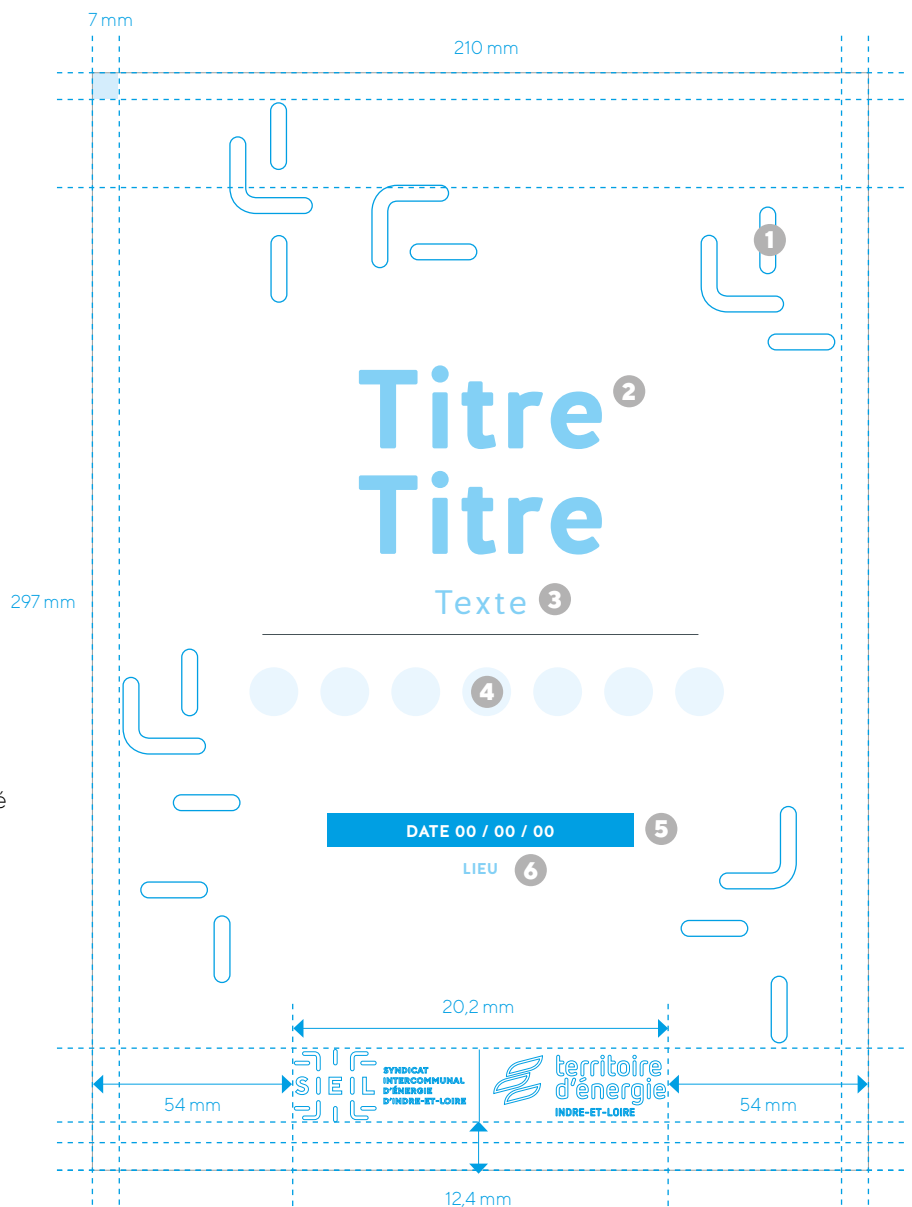 7 mm
210 mm
1
Titre 2
Titre
297 mm
Texte 3
4
é
DATE 00 / 00 / 00 5
LIEU 6
20,2 mm
SIEIL
SYNDICAT
INTERCOMMUNAL
D'ÉNERGIE
D'INDRE-ET-LOIRE
territoire
d'énergie
INDRE-ET-LOIRE
54 mm
54 mm
12,4 mm